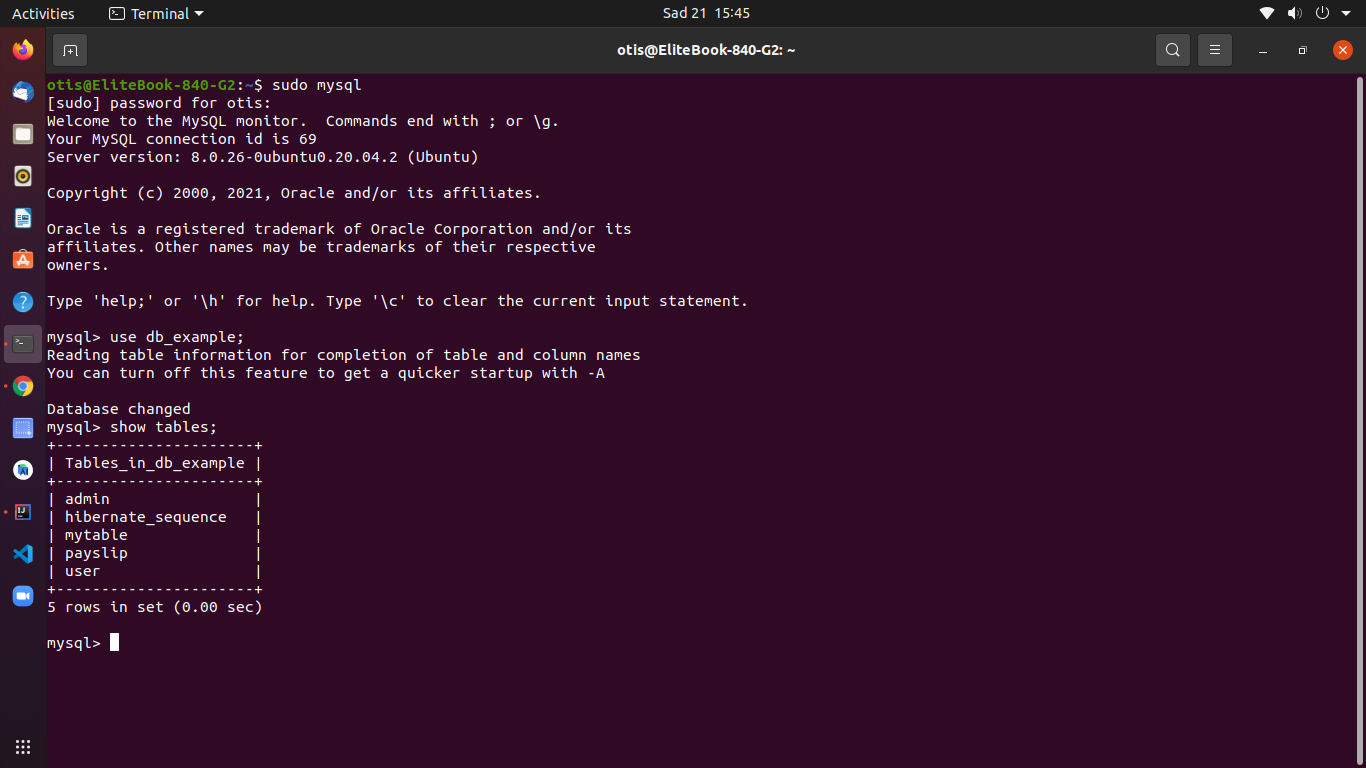 Activities
Terminal
Sad 21 15:45
otis@EliteBook-840-G2: ~
otis@EliteBook-840-G2:~$ sudo mysql
[sudo] password for otis:
Welcome to the MySQL monitor.  Commands end with ; or \g.
Your MySQL connection id is 69
Server version: 8.0.26-0ubuntu0.20.04.2 (Ubuntu)
Copyright (c) 2000, 2021, Oracle and/or its affiliates.
Oracle is a registered trademark of Oracle Corporation and/or its
affiliates. Other names may be trademarks of their respective
owners.
Type 'help;' or '\h' for help. Type '\c' to clear the current input statement.
mysql> use db_example;
Reading table information for completion of table and column names
You can turn off this feature to get a quicker startup with -A
Database changed
mysql> show tables;
+----------------------+
| Tables_in_db_example |
+----------------------+
| admin                |
| hibernate_sequence   |
| mytable              |
| payslip              |
| user                 |
+----------------------+
5 rows in set (0.00 sec)
mysql>